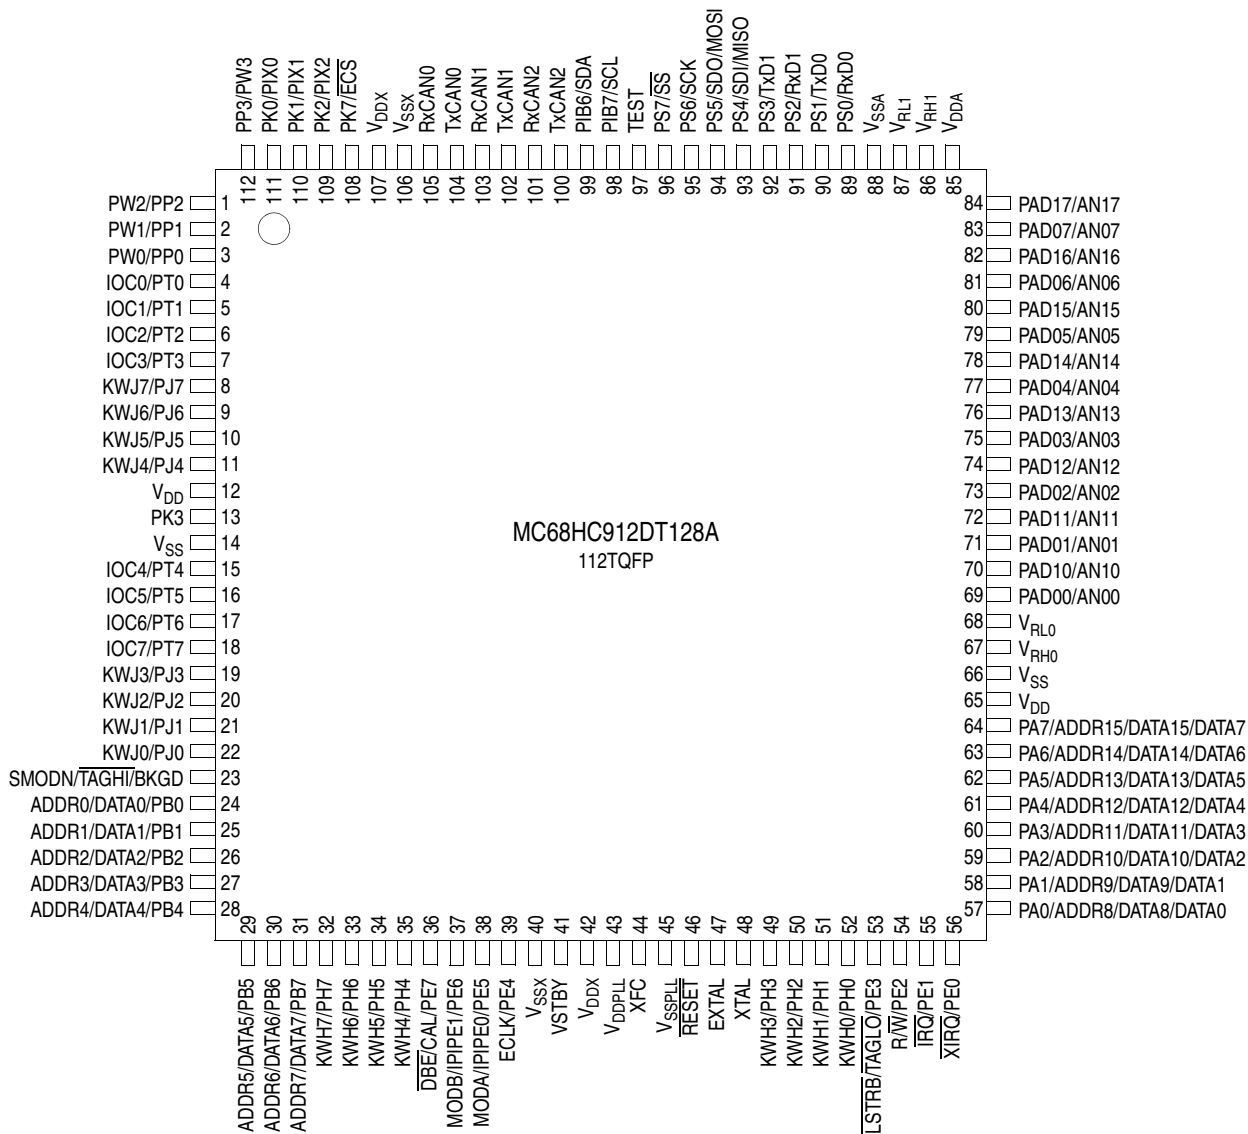 PP3/PW3
PK0/PIX0
PK1/PIX1
PK2/PIX2
PK7/ECS
VDDX
VSSX
RxCAN0
TxCAN0
RxCAN1
TxCAN1
RxCAN2
TxCAN2
PIB6/SDA
PIB7/SCL
TEST
PS7/SS
PS6/SCK
PS5/SDO/MOSI
PS4/SDI/MISO
PS3/TxD1
PS2/RxD1
PS1/TxD0
PS0/RxD0
VSSA
VRL1
VRH1
VDDA
112
111
110
109
108
107
106
105
104
103
102
101
100
99
98
97
96
95
94
93
92
91
90
89
88
87
86
85
PW2/PP2 1
PW1/PP1 2
PW0/PP0 3
IOC0/PT0 4
IOC1/PT1 5
IOC2/PT2 6
IOC3/PT3 7
KWJ7/PJ7 8
KWJ6/PJ6 9
KWJ5/PJ5 10
KWJ4/PJ4 11
VDD 12
PK3 13
VSS 14
IOC4/PT4 15
IOC5/PT5 16
IOC6/PT6 17
IOC7/PT7 18
KWJ3/PJ3 19
KWJ2/PJ2 20
KWJ1/PJ1 21
KWJ0/PJ0 22
SMODN/TAGHI/BKGD 23
ADDR0/DATA0/PB0 24
ADDR1/DATA1/PB1 25
ADDR2/DATA2/PB2 26
ADDR3/DATA3/PB3 27
ADDR4/DATA4/PB4 28
MC68HC912DT128A
112TQFP
84 PAD17/AN17
83 PAD07/AN07
82 PAD16/AN16
81 PAD06/AN06
80 PAD15/AN15
79 PAD05/AN05
78 PAD14/AN14
77 PAD04/AN04
76 PAD13/AN13
75 PAD03/AN03
74 PAD12/AN12
73 PAD02/AN02
72 PAD11/AN11
71 PAD01/AN01
70 PAD10/AN10
69 PAD00/AN00
68 VRL0
67 VRH0
66 VSS
65 VDD
64 PA7/ADDR15/DATA15/DATA7
63 PA6/ADDR14/DATA14/DATA6
62 PA5/ADDR13/DATA13/DATA5
61 PA4/ADDR12/DATA12/DATA4
60 PA3/ADDR11/DATA11/DATA3
59 PA2/ADDR10/DATA10/DATA2
58 PA1/ADDR9/DATA9/DATA1
57 PA0/ADDR8/DATA8/DATA0
29
30
31
32
33
34
35
36
37
38
39
40
41
42
43
44
45
46
47
48
49
50
51
52
53
54
55
56
ADDR5/DATA5/PB5
ADDR6/DATA6/PB6
ADDR7/DATA7/PB7
KWH7/PH7
KWH6/PH6
KWH5/PH5
KWH4/PH4
DBE/CAL/PE7
MODB/IPIPE1/PE6
MODA/IPIPE0/PE5
ECLK/PE4
VSSX
VSTBY
VDDX
VDDPLL
XFC
VSSPLL
RESET
EXTAL
XTAL
KWH3/PH3
KWH2/PH2
KWH1/PH1
KWH0/PH0
LSTRB/TAGLO/PE3
R/W/PE2
IRQ/PE1
XIRQ/PE0